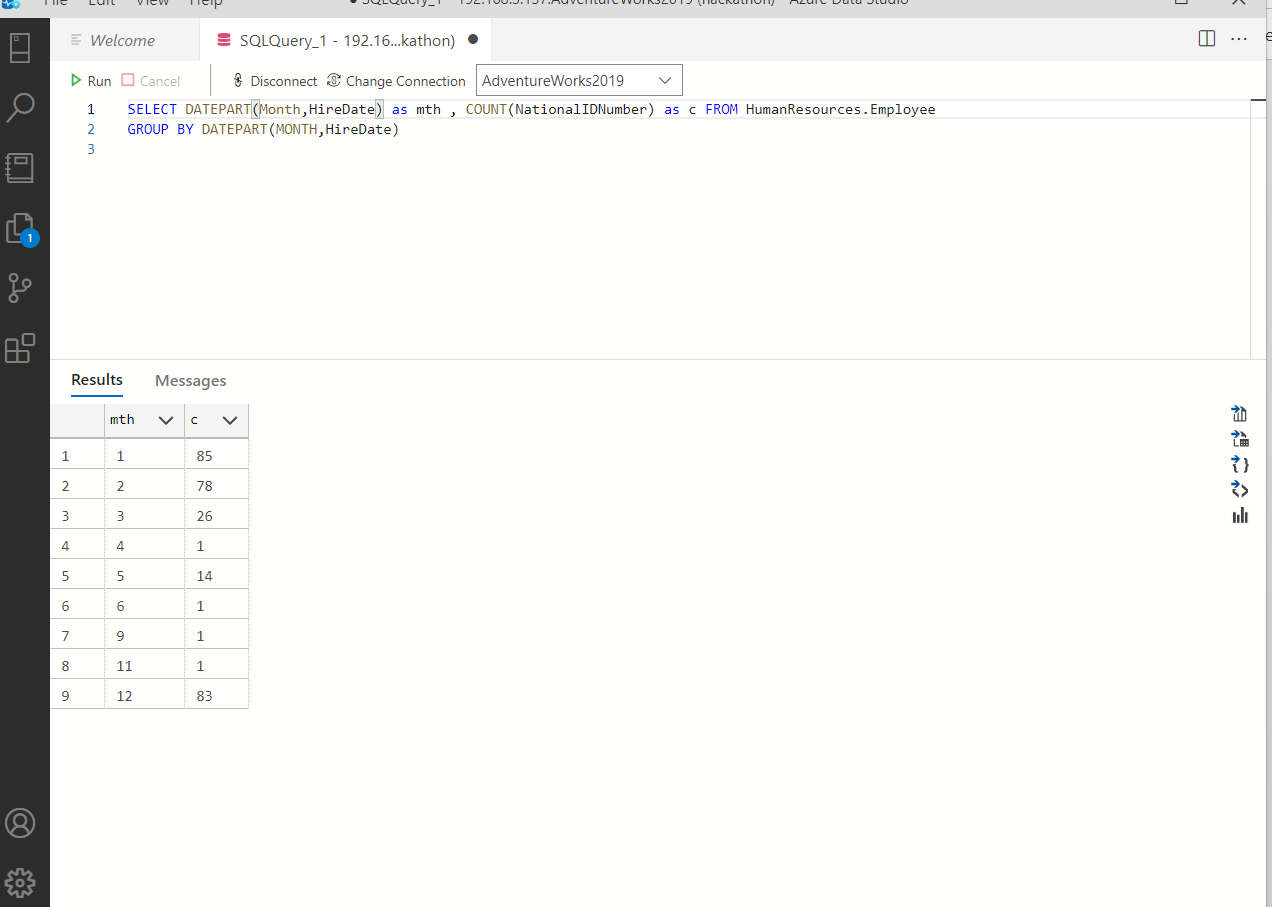 File Edit View Help ● SQLQuery_1 - 192.168.3.137.AdventureWorks2019 (hackathon) - Azure Data Studio
Welcome SQLQuery_1 - 192.16...kathon) ●
Run Cancel Disconnect Change Connection AdventureWorks2019
1 SELECT DATEPART(Month,HireDate) as mth , COUNT(NationalIDNumber) as c FROM HumanResources.Employee
2 GROUP BY DATEPART(MONTH,HireDate)
3
1
Results Messages
mth c
1 1 85
2 2 78
3 3 26
4 4 1
5 5 14
6 6 1
7 9 1
8 11 1
9 12 83